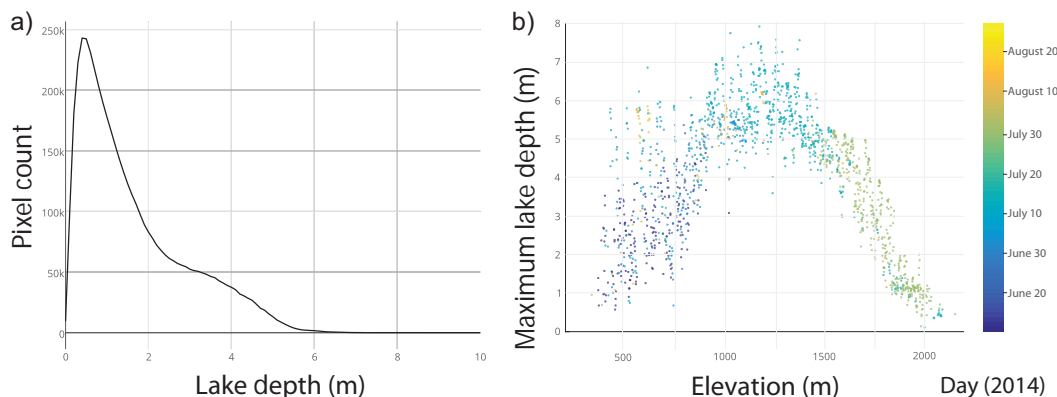 a)
250k
200k
150k
100k
50k
0
Pixel count
0 2 4 6 8 10
Lake depth (m)
b)
8
7
6
5
4
3
2
1
0
Maximum lake depth (m)
500 1000 1500 2000
Elevation (m)
August 20
August 10
July 30
July 20
July 10
June 30
June 20
Day (2014)